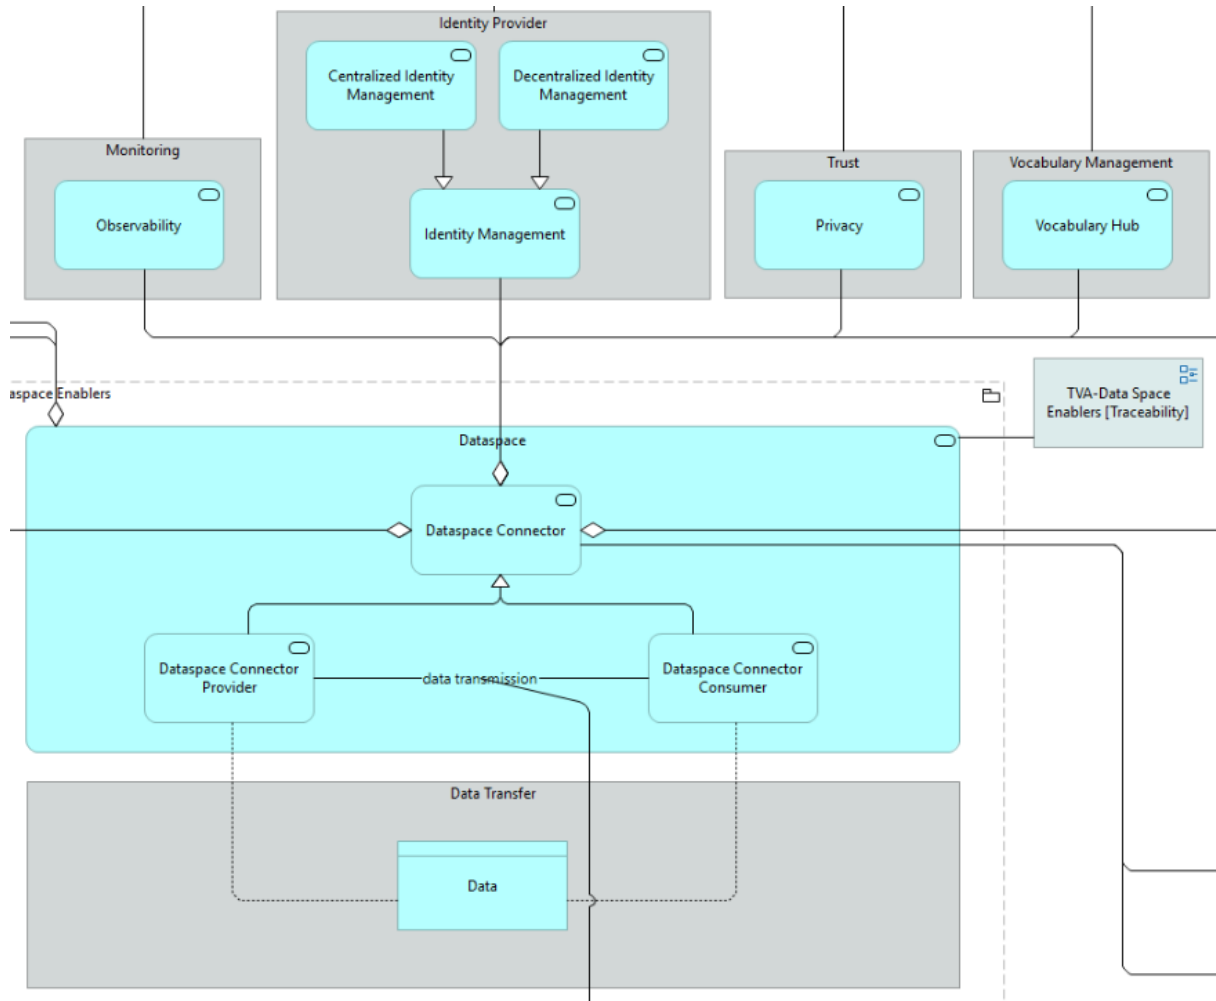 Identity Provider
Centralized Identity
Management
Decentralized Identity
Management
Monitoring
Trust
Vocabulary Management
Observability
Identity Management
Privacy
Vocabulary Hub
aspace Enablers
TVA-Data Space
Enablers [Traceability]
Dataspace
Dataspace Connector
Dataspace Connector
Provider
data transmission
Dataspace Connector
Consumer
Data Transfer
Data